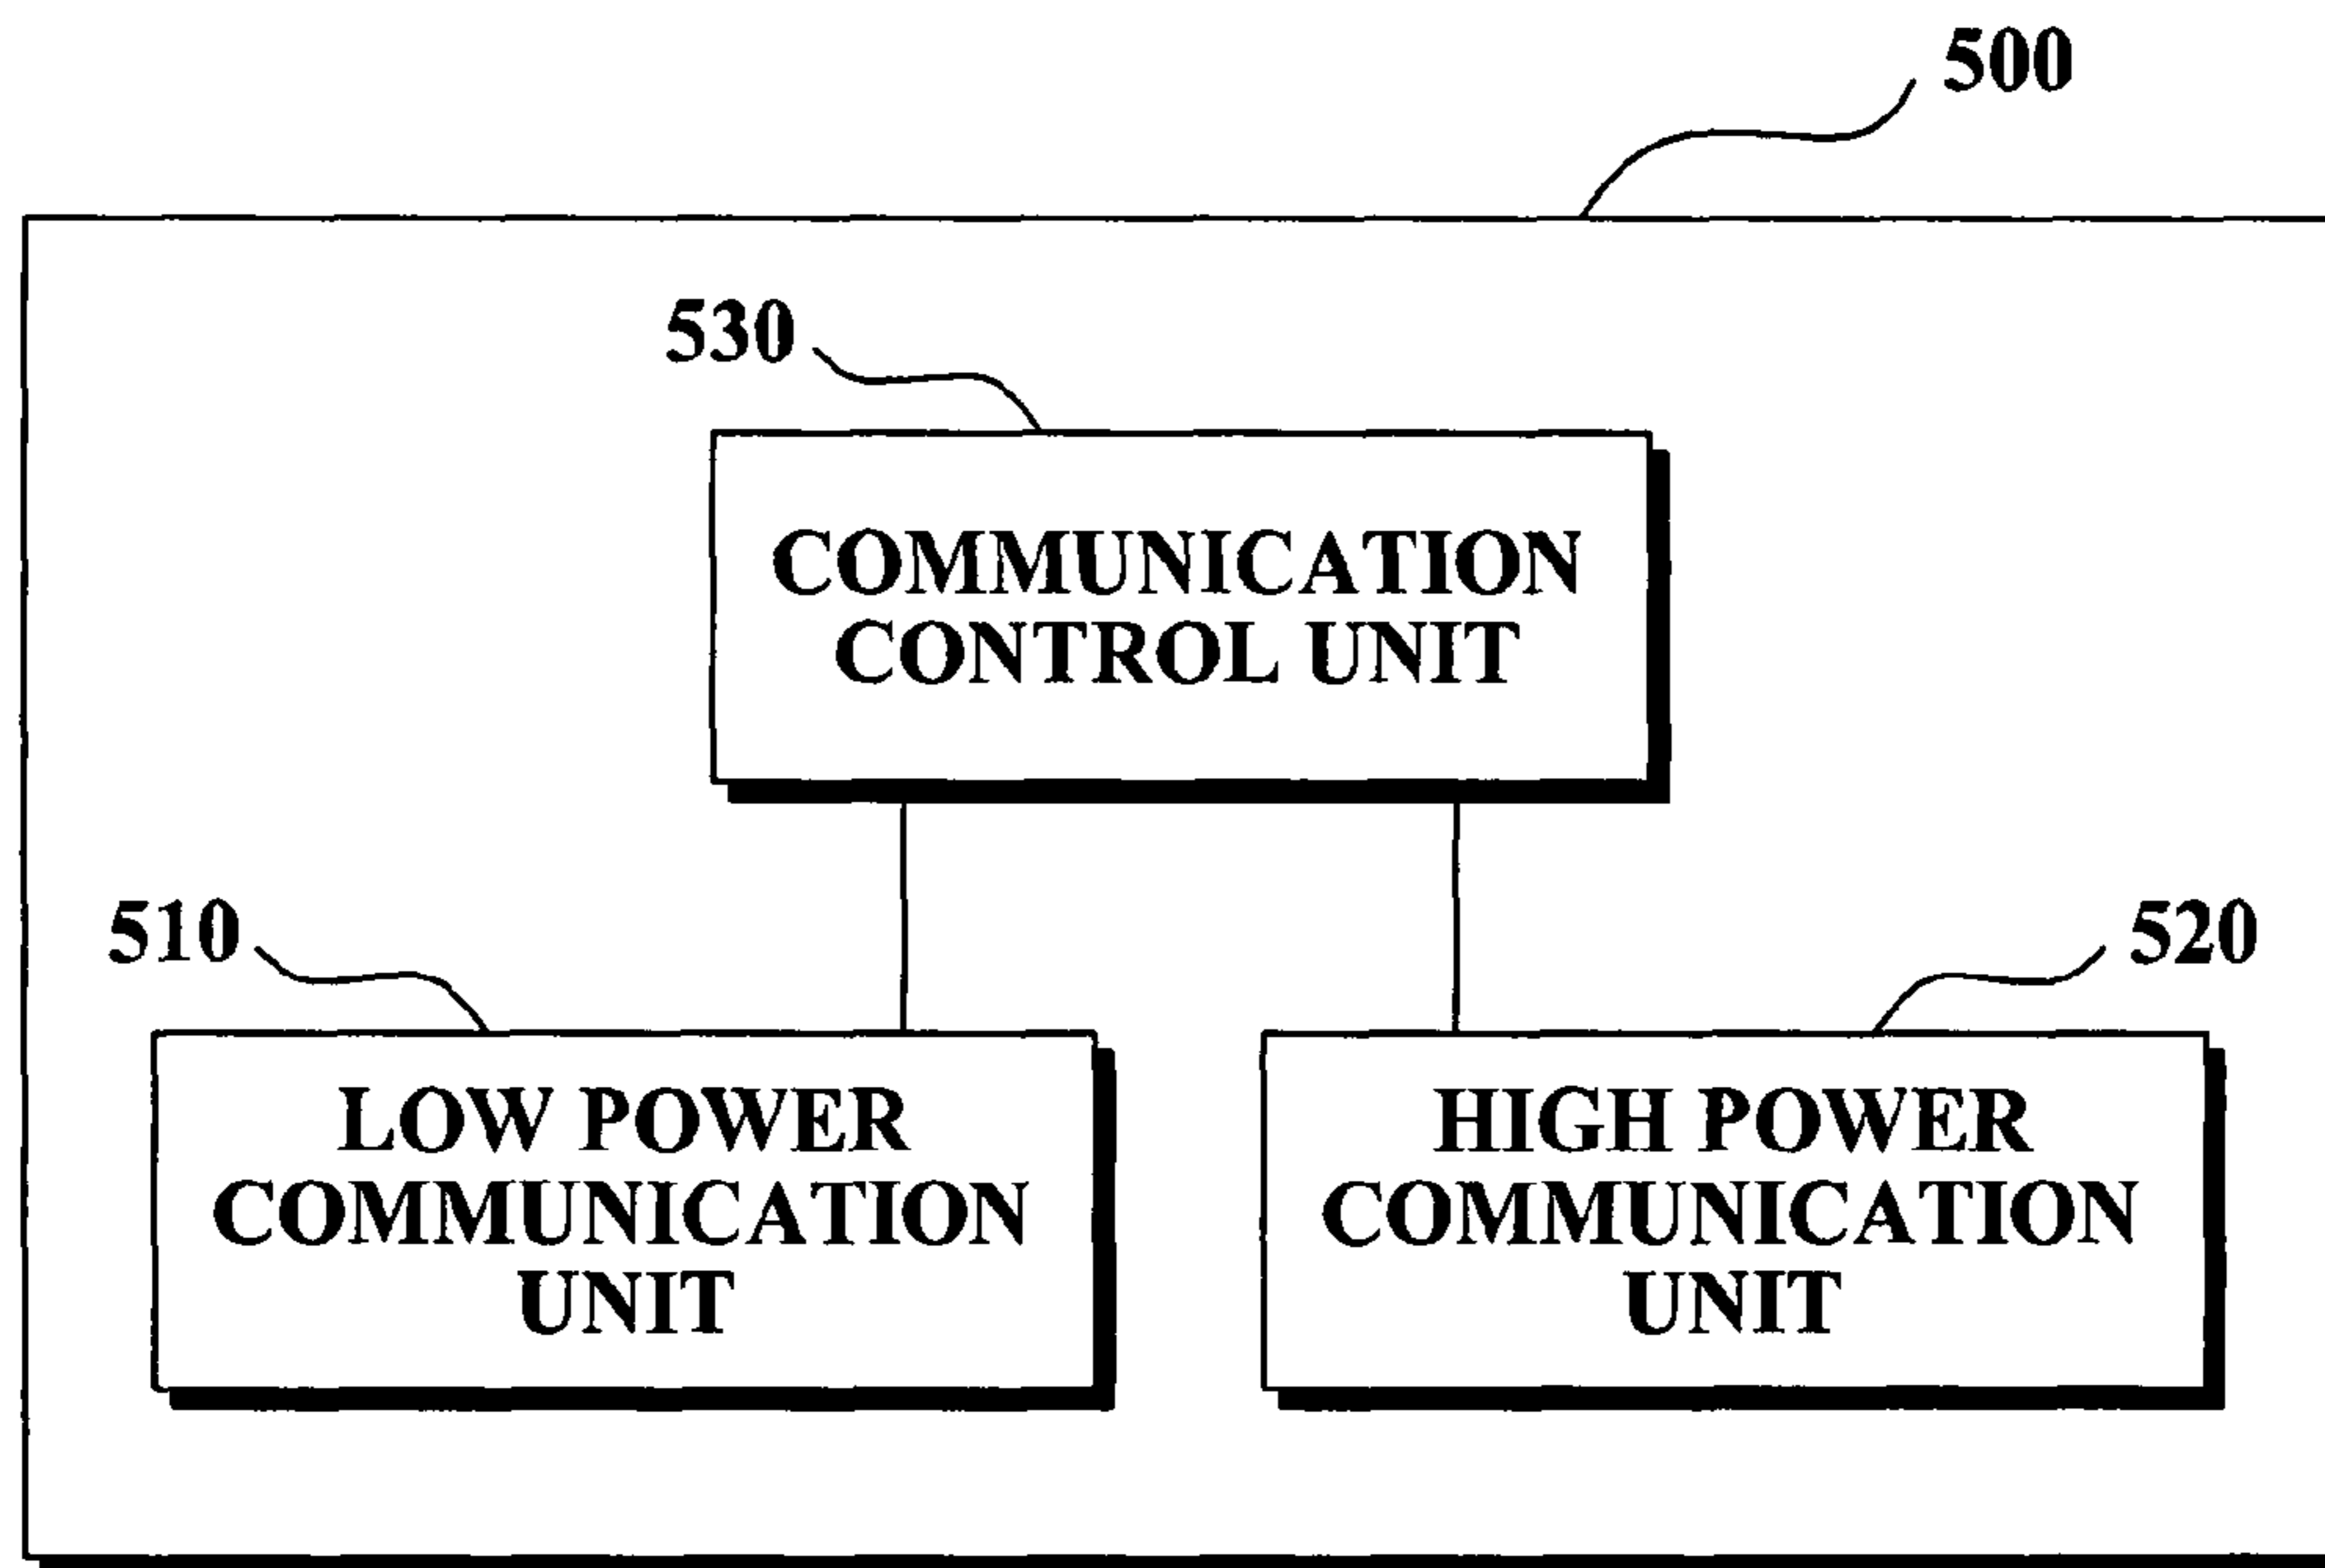 500
530
COMMUNICATION
CONTROL UNIT
510
520
LOW POWER
COMMUNICATION
UNIT
HIGH POWER
COMMUNICATION
UNIT